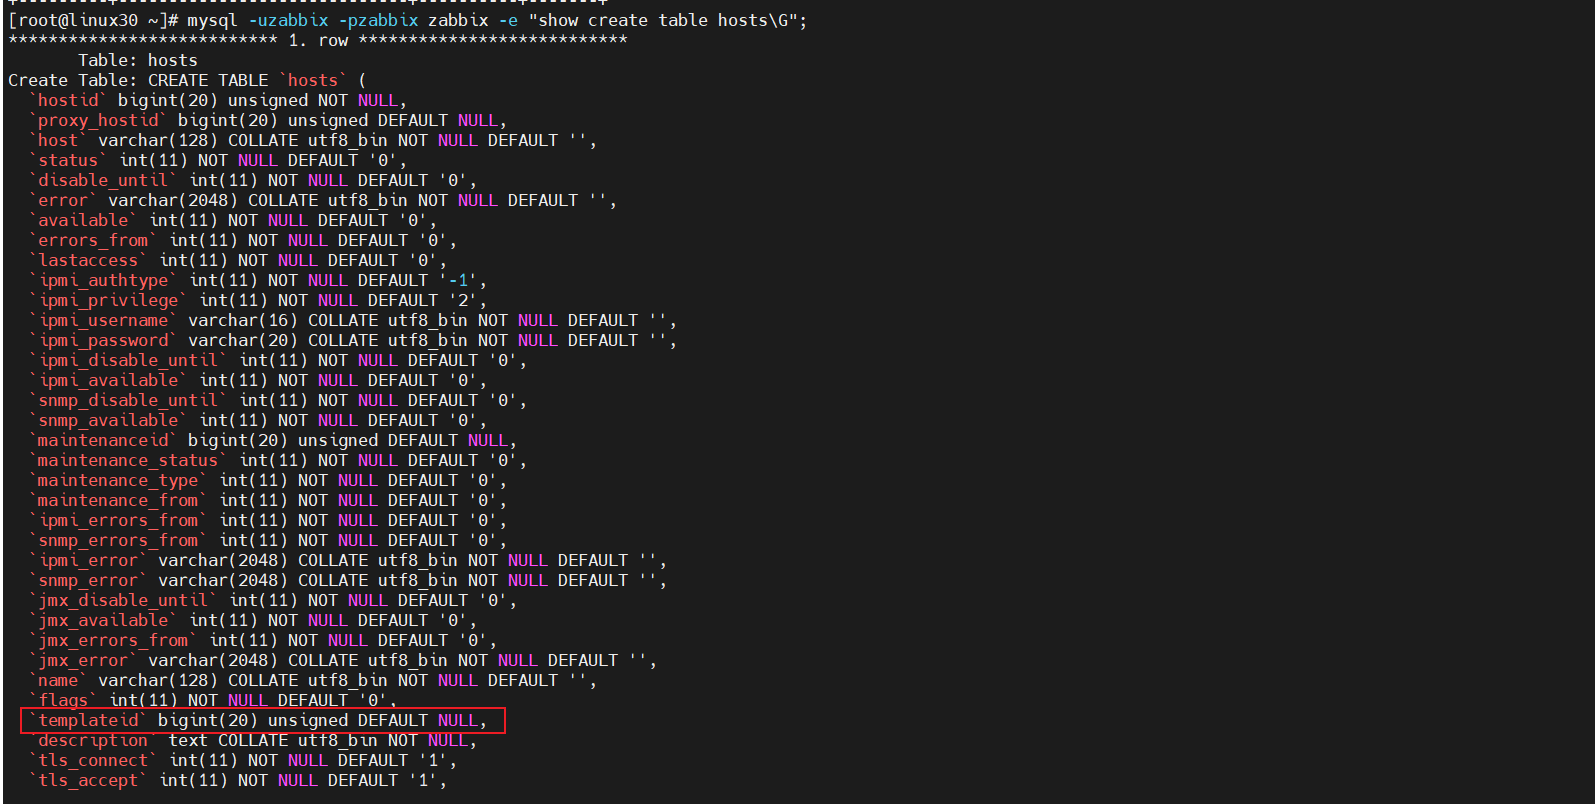 [root@linux30 ~]# mysql -uzabbix -pzabbix zabbix -e "show create table hosts\G";
*************************** 1. row ***************************
       Table: hosts
Create Table: CREATE TABLE `hosts` (
  `hostid` bigint(20) unsigned NOT NULL,
  `proxy_hostid` bigint(20) unsigned DEFAULT NULL,
  `host` varchar(128) COLLATE utf8_bin NOT NULL DEFAULT '',
  `status` int(11) NOT NULL DEFAULT '0',
  `disable_until` int(11) NOT NULL DEFAULT '0',
  `error` varchar(2048) COLLATE utf8_bin NOT NULL DEFAULT '',
  `available` int(11) NOT NULL DEFAULT '0',
  `errors_from` int(11) NOT NULL DEFAULT '0',
  `lastaccess` int(11) NOT NULL DEFAULT '0',
  `ipmi_authtype` int(11) NOT NULL DEFAULT '-1',
  `ipmi_privilege` int(11) NOT NULL DEFAULT '2',
  `ipmi_username` varchar(16) COLLATE utf8_bin NOT NULL DEFAULT '',
  `ipmi_password` varchar(20) COLLATE utf8_bin NOT NULL DEFAULT '',
  `ipmi_disable_until` int(11) NOT NULL DEFAULT '0',
  `ipmi_available` int(11) NOT NULL DEFAULT '0',
  `snmp_disable_until` int(11) NOT NULL DEFAULT '0',
  `snmp_available` int(11) NOT NULL DEFAULT '0',
  `maintenanceid` bigint(20) unsigned DEFAULT NULL,
  `maintenance_status` int(11) NOT NULL DEFAULT '0',
  `maintenance_type` int(11) NOT NULL DEFAULT '0',
  `maintenance_from` int(11) NOT NULL DEFAULT '0',
  `ipmi_errors_from` int(11) NOT NULL DEFAULT '0',
  `snmp_errors_from` int(11) NOT NULL DEFAULT '0',
  `ipmi_error` varchar(2048) COLLATE utf8_bin NOT NULL DEFAULT '',
  `snmp_error` varchar(2048) COLLATE utf8_bin NOT NULL DEFAULT '',
  `jmx_disable_until` int(11) NOT NULL DEFAULT '0',
  `jmx_available` int(11) NOT NULL DEFAULT '0',
  `jmx_errors_from` int(11) NOT NULL DEFAULT '0',
  `jmx_error` varchar(2048) COLLATE utf8_bin NOT NULL DEFAULT '',
  `name` varchar(128) COLLATE utf8_bin NOT NULL DEFAULT '',
  `flags` int(11) NOT NULL DEFAULT '0',
  `templateid` bigint(20) unsigned DEFAULT NULL,
  `description` text COLLATE utf8_bin NOT NULL,
  `tls_connect` int(11) NOT NULL DEFAULT '1',
  `tls_accept` int(11) NOT NULL DEFAULT '1',